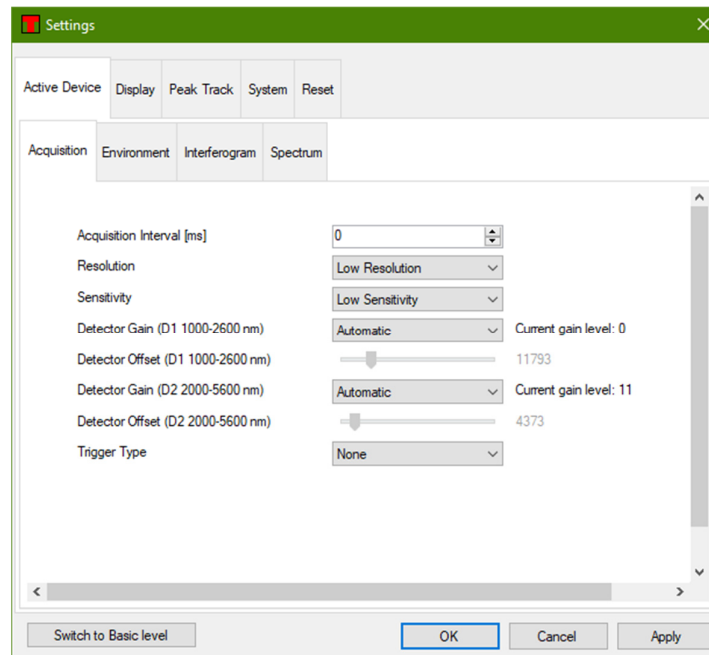 Settings
Active Device Display Peak Track System Reset
Acquisition Environment Interferogram Spectrum
Acquisition Interval [ms] 0
Resolution Low Resolution
Sensitivity Low Sensitivity
Detector Gain (D1 1000-2600 nm) Automatic Current gain level: 0
Detector Offset (D1 1000-2600 nm) 11793
Detector Gain (D2 2000-5600 nm) Automatic Current gain level: 11
Detector Offset (D2 2000-5600 nm) 4373
Trigger Type None
Switch to Basic level OK Cancel Apply